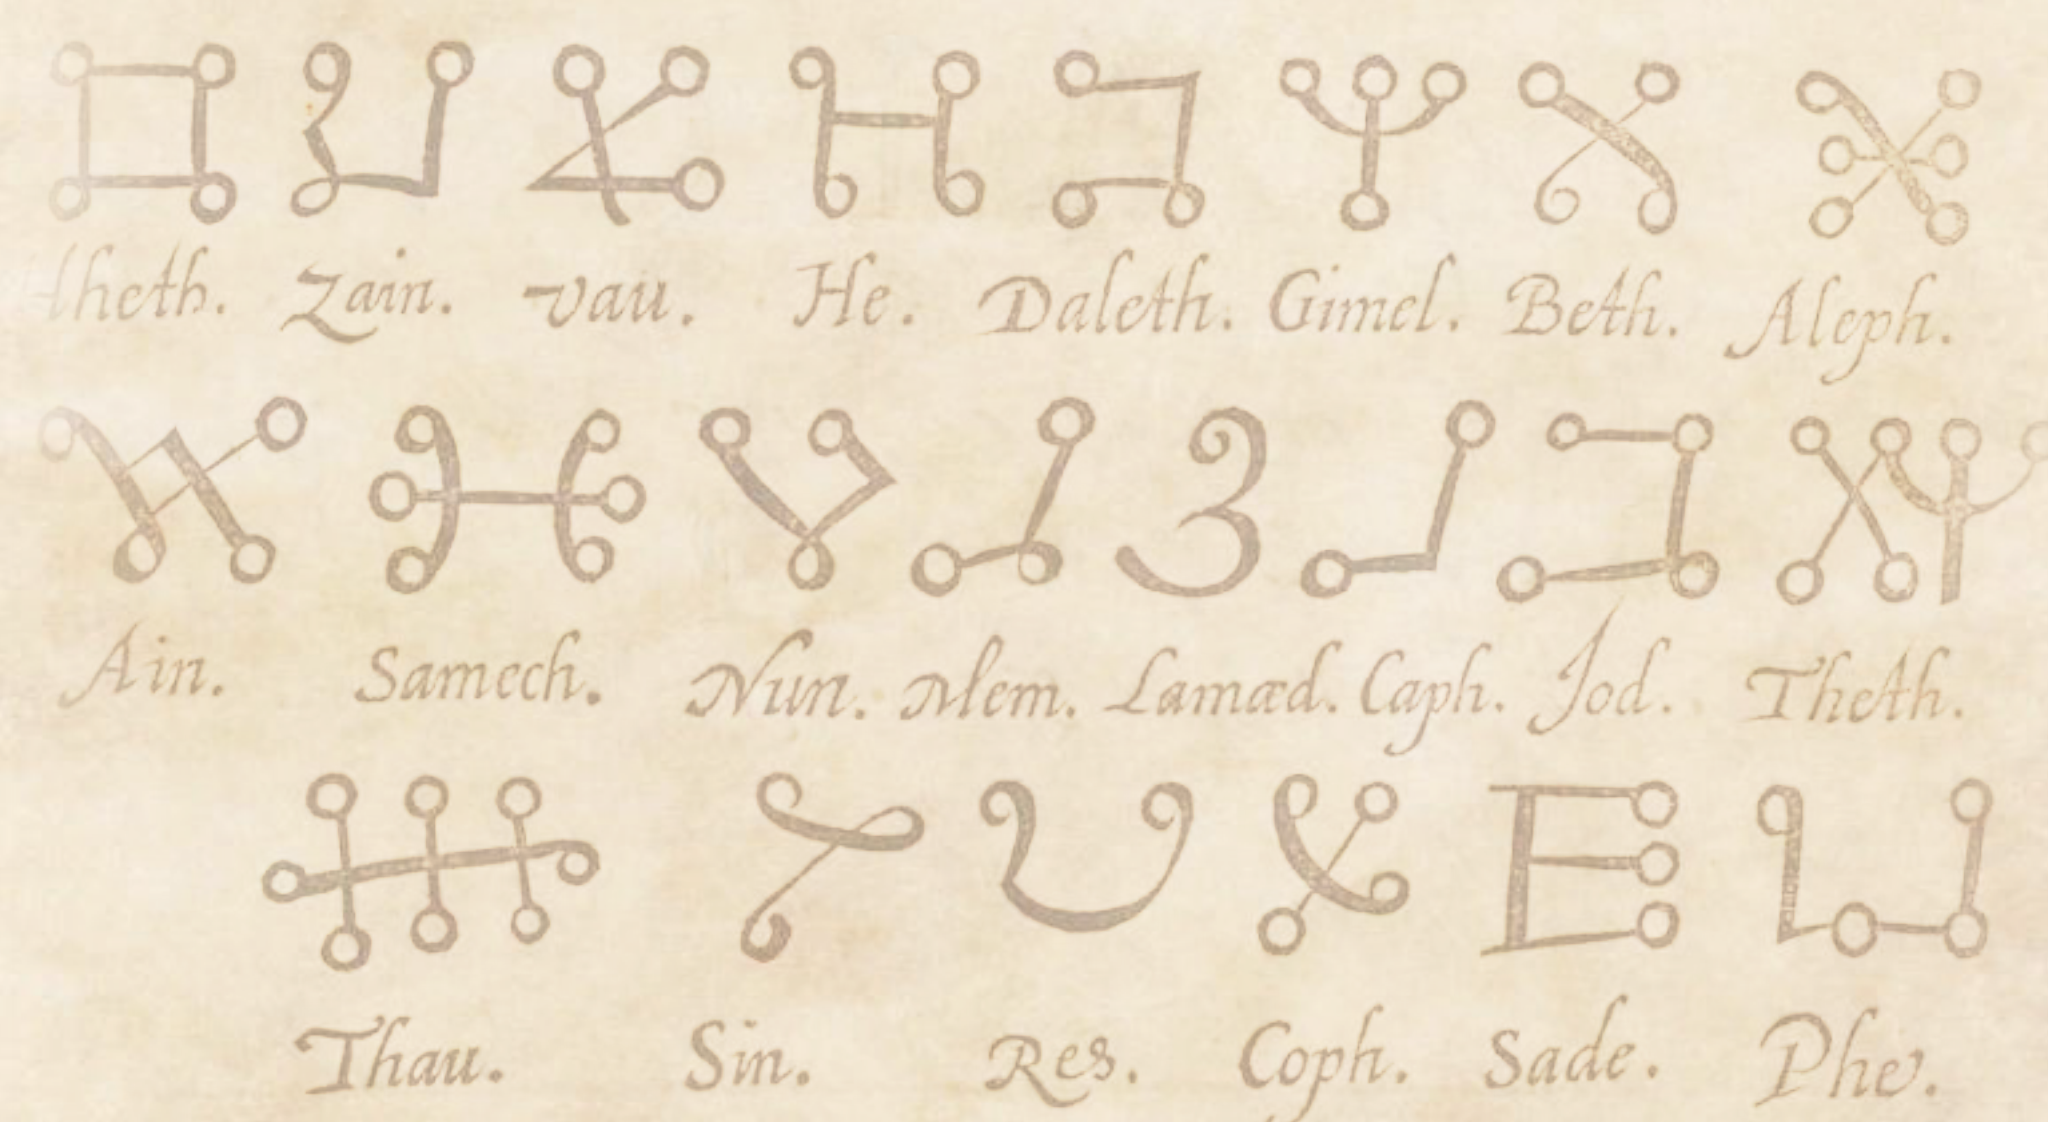 Cheth. Zain. Vau. He. Daleth. Gimel. Beth. Aleph.
Ain. Samech. Nun. Mem. Lamæd. Caph. Jod. Theth.
Thau. Sin. Res. Coph. Sade. Phe.